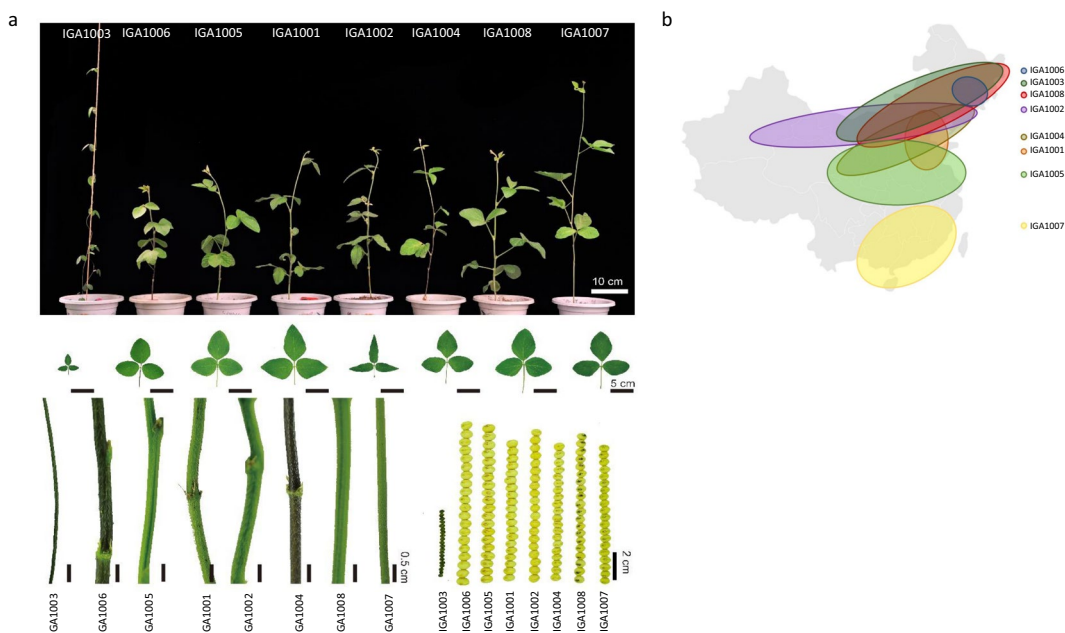 a
b
IGA1003 IGA1006 IGA1005 IGA1001 IGA1002 IGA1004 IGA1008 IGA1007
10 cm
5 cm
0.5 cm
2 cm
GA1003 GA1006 GA1005 GA1001 GA1002 GA1004 GA1008 GA1007
IGA1003 IGA1006 IGA1005 IGA1001 IGA1002 IGA1004 IGA1008 IGA1007
IGA1006
IGA1003
IGA1008
IGA1002
IGA1004
IGA1001
IGA1005
IGA1007